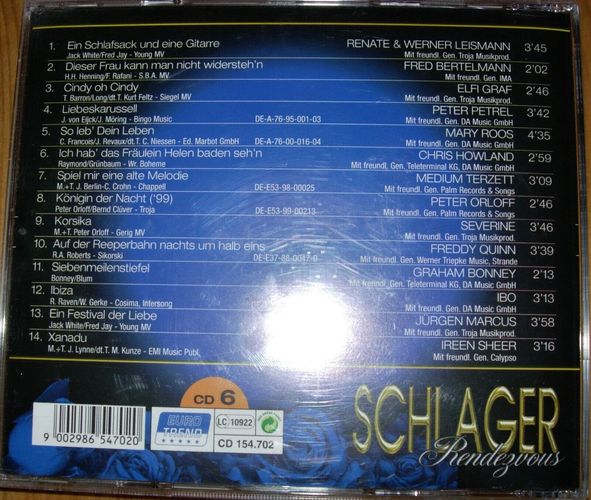 1. Ein Schlafsack und eine Gitarre RENATE & WERNER LEISMANN 3'45
Jack White/Fred Jay - Young MV Mit freundl. Gen. Troja Musikprod.
2. Dieser Frau kann man nicht widersteh'n FRED BERTELMANN 2'02
H.H. Henning/F. Rafani - S.B.A. MV. Mit freundl. Gen. IMA
3. Cindy oh Cindy ELFI GRAF 2'46
T. Barron/Long/dt.T. Kurt Feltz - Siegel MV Mit freundl. Gen. Troja Musikprod.
4. Liebeskarussell PETER PETREL 3'42
J. von Eijck/J. Möring - Bingo Music DE-A-76-95-001-03 Mit freundl. Gen. DA Music GmbH
5. So leb' Dein Leben MARY ROOS 4'35
C. Francois/J. Revaux/dt.T. C. Niessen - Ed. Marbot GmbH DE-A-76-00-016-04 Mit freundl. Gen. DA Music GmbH
6. Ich hab' das Fräulein Helen baden seh'n CHRIS HOWLAND 2'59
Raymond/Grünbaum - Wr. Boheme Mit freundl. Gen. Teleterminal KG, DA Music GmbH
7. Spiel mir eine alte Melodie MEDIUM TERZETT 3'09
M.+T. J. Berlin-C. Crohn - Chappell DE-E53-98-00025 Mit freundl. Gen. Palm Records & Songs
8. Königin der Nacht ('99) PETER ORLOFF 2'46
Peter Orloff/Bernd Clüver - Troja DE-E53-99-00213 Mit freundl. Gen. Palm Records & Songs
9. Korsika SEVERINE 3'46
M.+T. Peter Orloff - Gerig MV Mit freundl. Gen. Troja Musikprod.
10. Auf der Reeperbahn nachts um halb eins FREDDY QUINN 3'39
R.A. Roberts - Sikorski DE-E37-88-0017-0 Mit freundl. Gen. Werner Triepke Music, Strande
11. Siebenmeilenstiefel GRAHAM BONNEY 2'13
Bonney/Blum Mit freundl. Gen. Teleterminal KG, DA Music GmbH
12. Ibiza IBO 3'13
R. Raven/W. Gerke - Cosima, Intersong Mit freundl. Gen. DA Music GmbH
13. Ein Festival der Liebe JÜRGEN MARCUS 3'58
Jack White/Fred Jay - Young MV Mit freundl. Gen. Troja Musikprod.
14. Xanadu IREEN SHEER 3'16
M.+T. J. Lynne/dt.T. M. Kunze - EMI Music Publ. Mit freundl. Gen. Calypso
CD 6
SCHLAGER
Rendezvous
EURO
TREND
LC 10922
CD 154.702
9 002986 547020